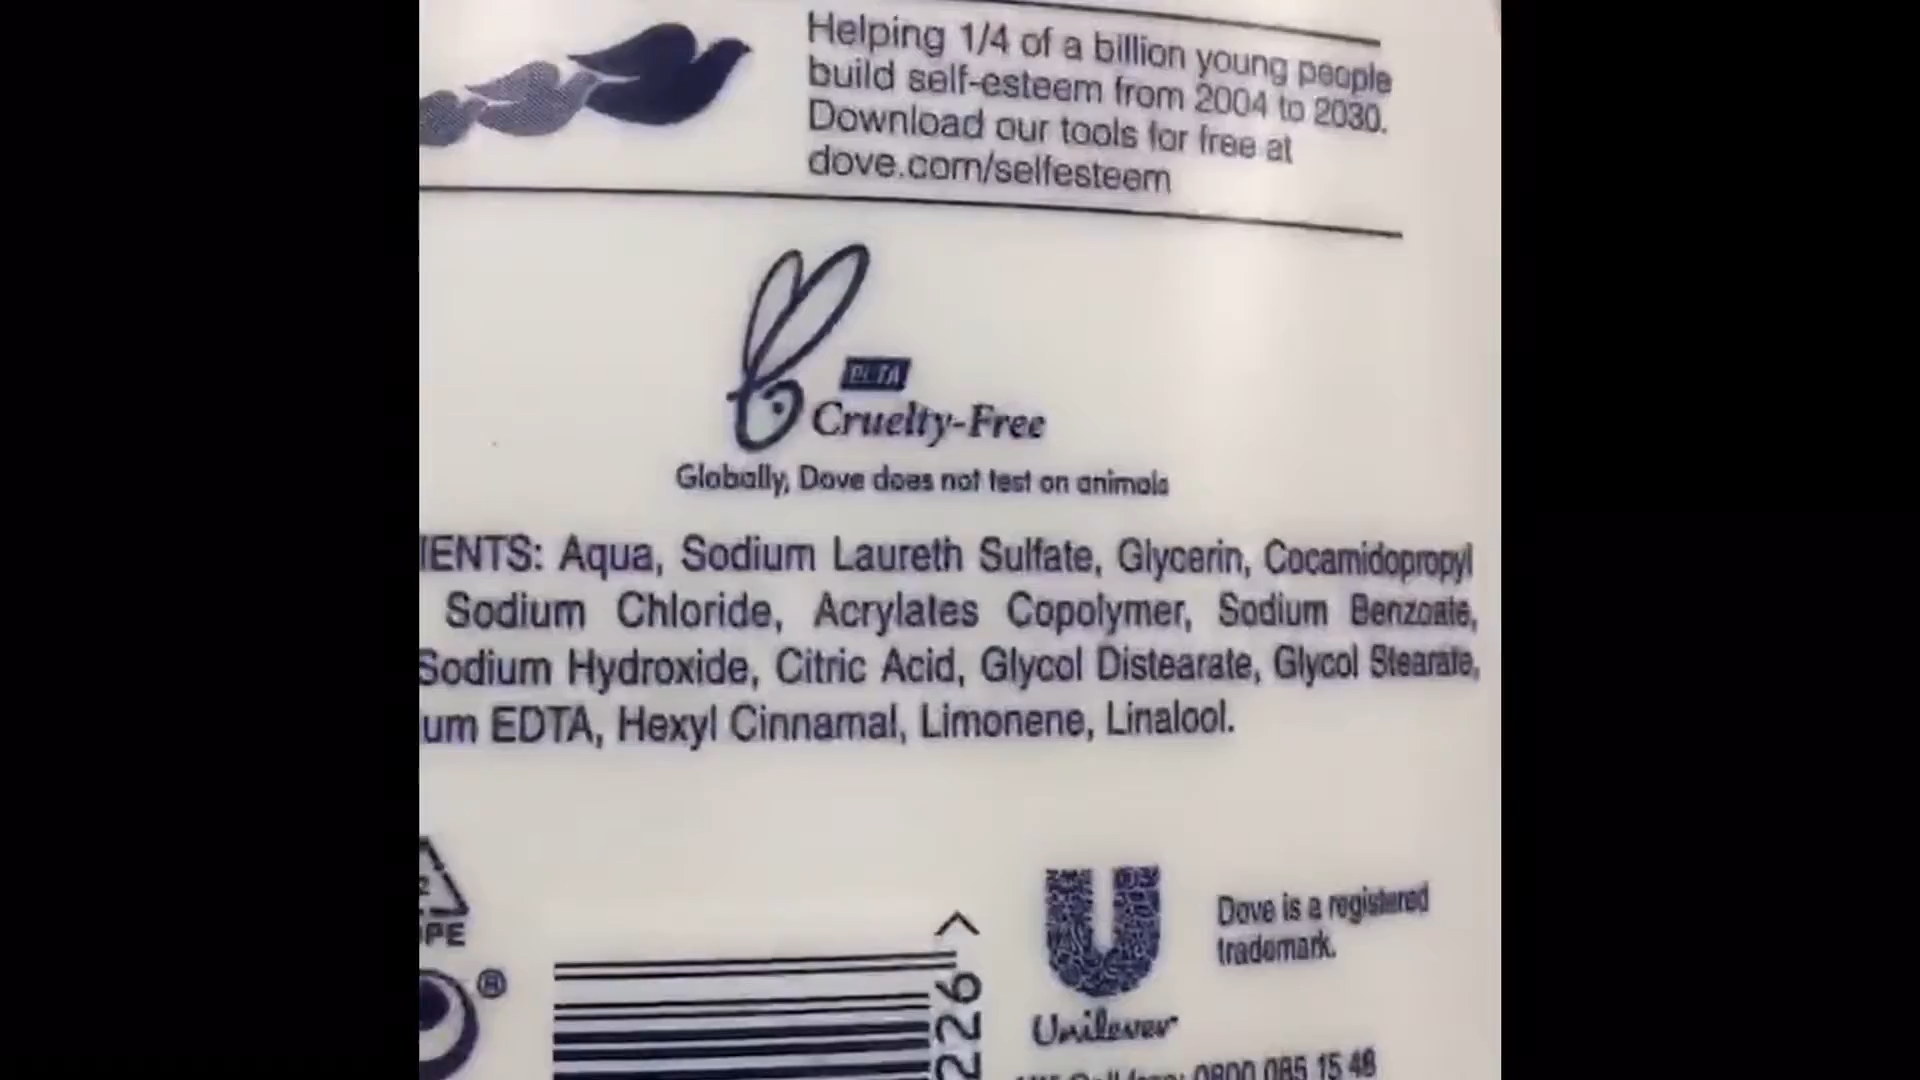 Helping 1/4 of a billion young people
build self-esteem from 2004 to 2030.
Download our tools for free at
dove.com/selfesteem
PETA
Cruelty-Free
Globally, Dove does not test on animals
IENTS: Aqua, Sodium Laureth Sulfate, Glycerin, Cocamidopropyl
Sodium Chloride, Acrylates Copolymer, Sodium Benzoate,
Sodium Hydroxide, Citric Acid, Glycol Distearate, Glycol Stearate,
um EDTA, Hexyl Cinnamal, Limonene, Linalool.
2
PE
®
226 >
Unilever
Dove is a registered
trademark.
0800 085 15 48